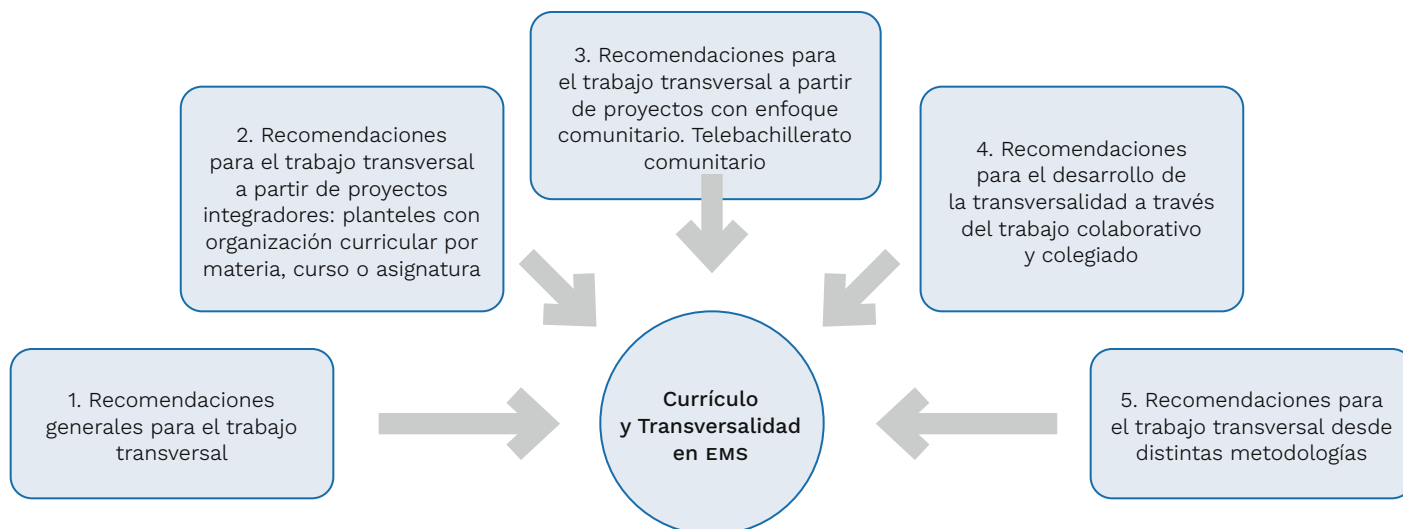 1. Recomendaciones
generales para el trabajo
transversal
2. Recomendaciones
para el trabajo transversal
a partir de proyectos
integradores: planteles con
organización curricular por
materia, curso o asignatura
3. Recomendaciones para
el trabajo transversal a partir
de proyectos con enfoque
comunitario. Telebachillerato
comunitario
4. Recomendaciones
para el desarrollo de
la transversalidad a través
del trabajo colaborativo
y colegiado
5. Recomendaciones para
el trabajo transversal desde
distintas metodologías
Currículo
y Transversalidad
en EMS